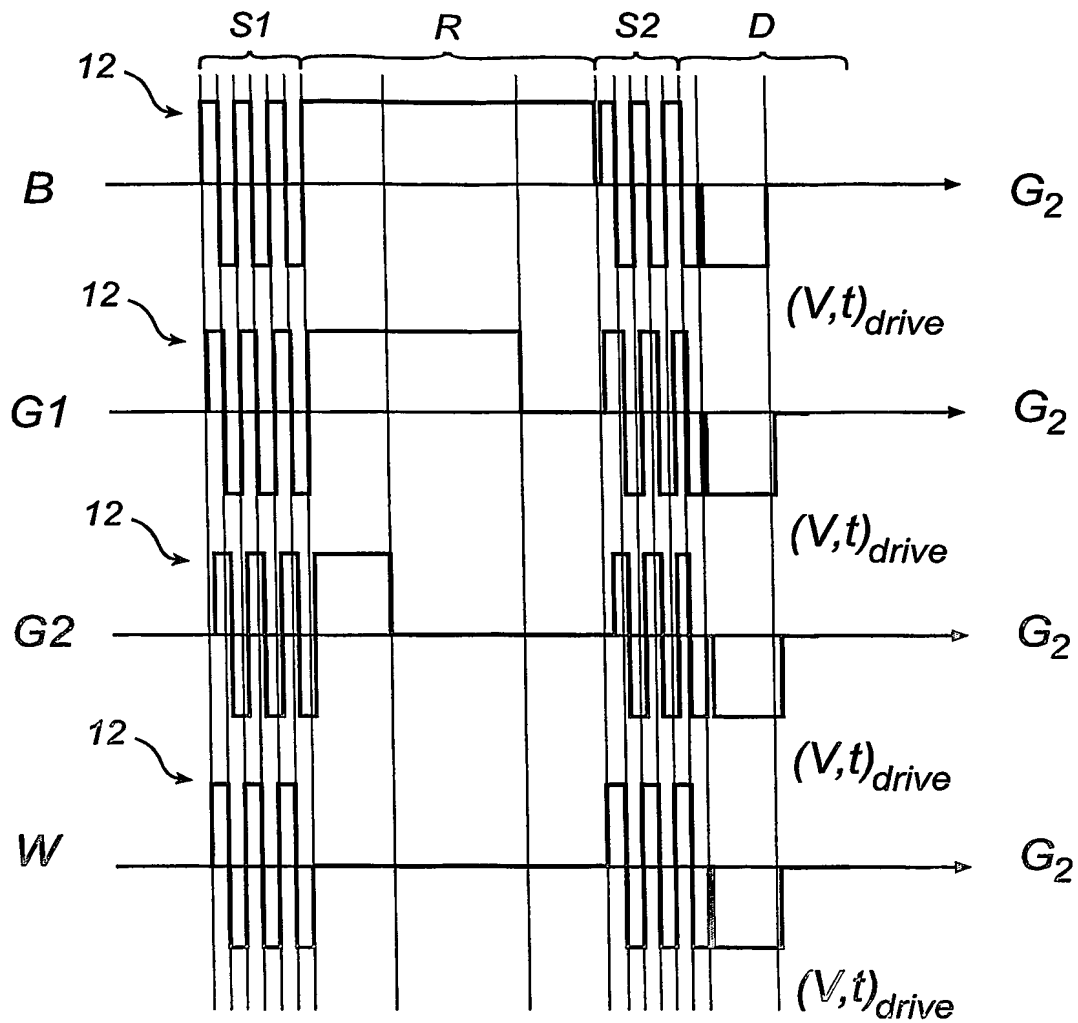 S1 R S2 D
12
B G₂
(V,t)drive
12
G1 G₂
(V,t)drive
12
G2 G₂
(V,t)drive
12
W G₂
(V,t)drive